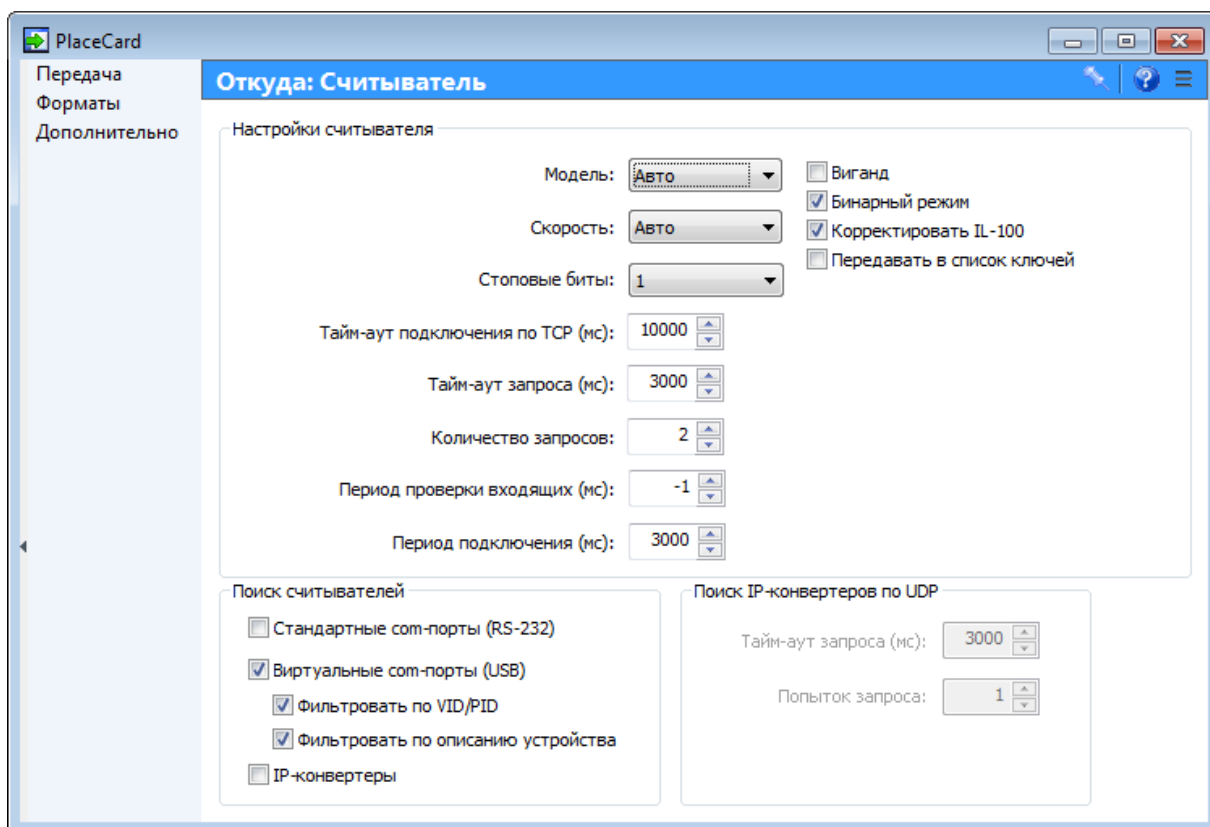 PlaceCard
Передача
Форматы
Дополнительно
Откуда: Считыватель
Настройки считывателя
Модель: Авто
Скорость: Авто
Стоповые биты: 1
Тайм-аут подключения по TCP (мс): 10000
Тайм-аут запроса (мс): 3000
Количество запросов: 2
Период проверки входящих (мс): -1
Период подключения (мс): 3000
Виганд
Бинарный режим
Корректировать IL-100
Передавать в список ключей
Поиск считывателей
Стандартные com-порты (RS-232)
Виртуальные com-порты (USB)
Фильтровать по VID/PID
Фильтровать по описанию устройства
IP-конвертеры
Поиск IP-конвертеров по UDP
Тайм-аут запроса (мс): 3000
Попыток запроса: 1